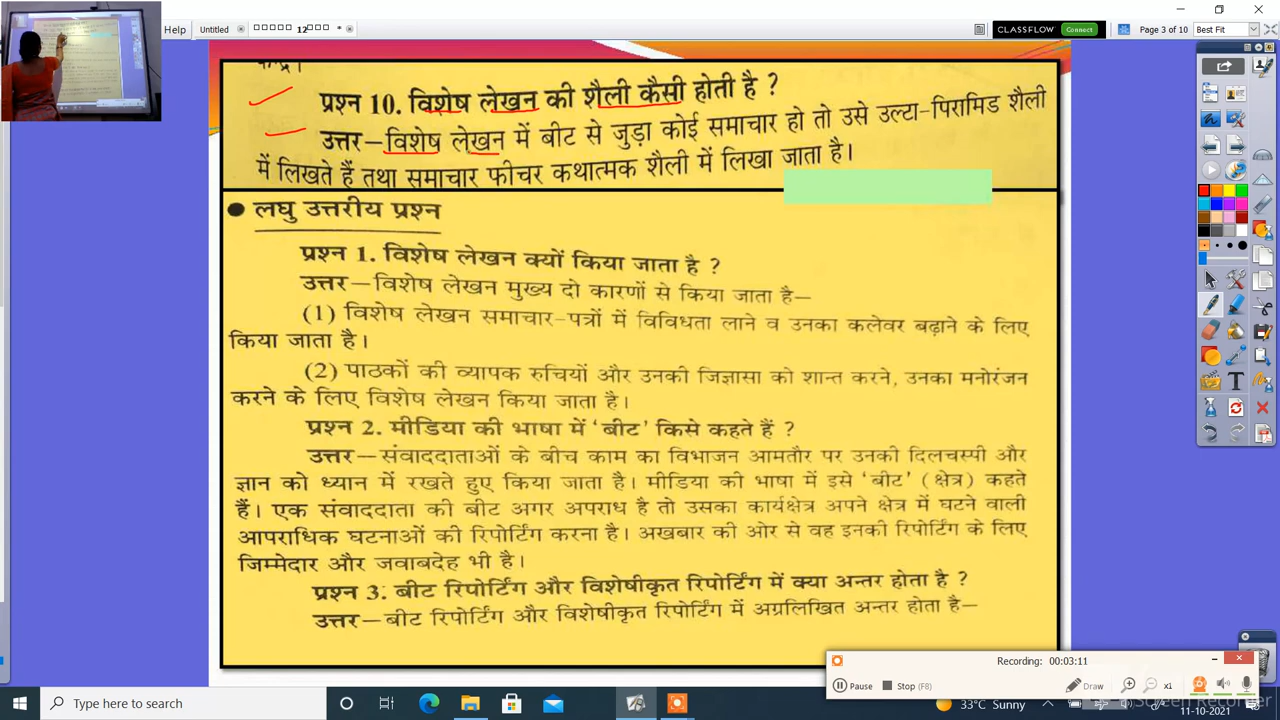 Help
Untitled
12
CLASSFLOW
Connect
Page 3 of 10
Best Fit
केन्द्र।
प्रश्न 10. विशेष लेखन की शैली कैसी होती है ?
उत्तर–विशेष लेखन में बीट से जुड़ा कोई समाचार हो तो उसे उल्टा-पिरामिड शैली
में लिखते हैं तथा समाचार फीचर कथात्मक शैली में लिखा जाता है।
● लघु उत्तरीय प्रश्न
प्रश्न 1. विशेष लेखन क्यों किया जाता है ?
उत्तर–विशेष लेखन मुख्य दो कारणों से किया जाता है–
(1) विशेष लेखन समाचार-पत्रों में विविधता लाने व उनका कलेवर बढ़ाने के लिए
किया जाता है।
(2) पाठकों की व्यापक रुचियों और उनकी जिज्ञासा को शान्त करने, उनका मनोरंजन
करने के लिए विशेष लेखन किया जाता है।
प्रश्न 2. मीडिया की भाषा में ‘बीट’ किसे कहते हैं ?
उत्तर–संवाददाताओं के बीच काम का विभाजन आमतौर पर उनकी दिलचस्पी और
ज्ञान को ध्यान में रखते हुए किया जाता है। मीडिया की भाषा में इसे ‘बीट’ (क्षेत्र) कहते
हैं। एक संवाददाता की बीट अगर अपराध है तो उसका कार्यक्षेत्र अपने क्षेत्र में घटने वाली
आपराधिक घटनाओं की रिपोर्टिंग करना है। अखबार की ओर से वह इनकी रिपोर्टिंग के लिए
जिम्मेदार और जवाबदेह भी है।
प्रश्न 3. बीट रिपोर्टिंग और विशेषीकृत रिपोर्टिंग में क्या अन्तर होता है ?
उत्तर–बीट रिपोर्टिंग और विशेषीकृत रिपोर्टिंग में अग्रलिखित अन्तर होता है–
Recording: 00:03:11
Pause
Stop (F8)
Draw
x1
Type here to search
33°C Sunny
11-10-2021